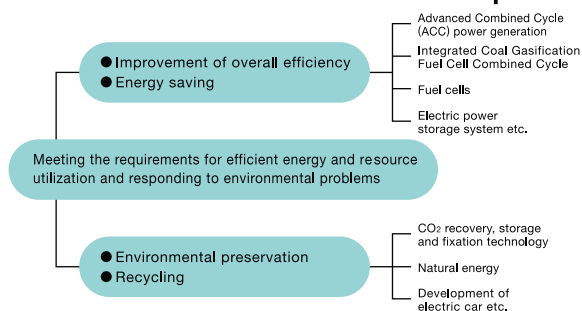 Advanced Combined Cycle
(ACC) power generation
● Improvement of overall efficiency
● Energy saving
Integrated Coal Gasification
Fuel Cell Combined Cycle
Fuel cells
Electric power
storage system etc.
Meeting the requirements for efficient energy and resource
utilization and responding to environmental problems
● Environmental preservation
● Recycling
CO₂ recovery, storage
and fixation technology
Natural energy
Development of
electric car etc.